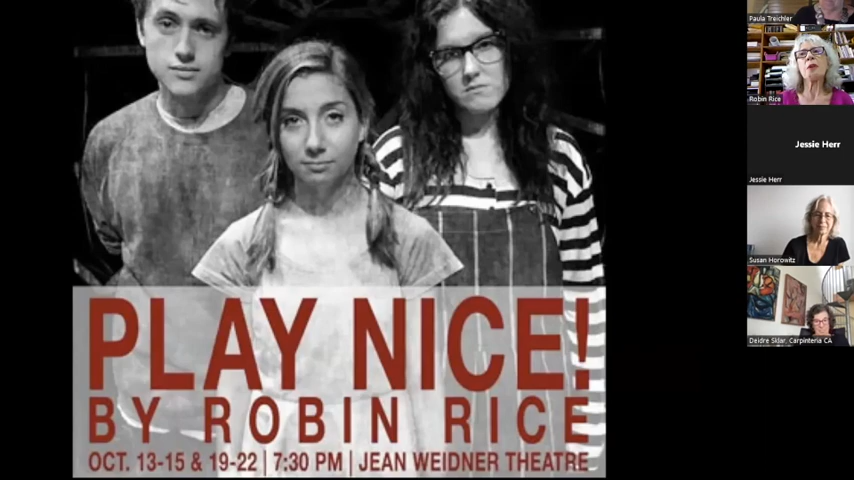 PLAY NICE!
BY ROBIN RICE
OCT. 13-15 & 19-22 | 7:30 PM | JEAN WEIDNER THEATRE
Paula Treichler
Robin Rice
Jessie Herr
Jessie Herr
Susan Horowitz
Deidre Sklar, Carpinteria CA